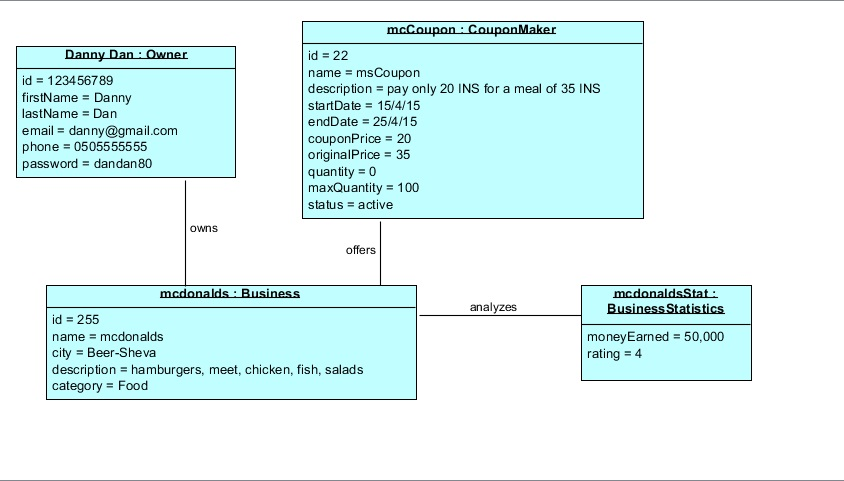 Danny Dan : Owner
id = 123456789
firstName = Danny
lastName = Dan
email = danny@gmail.com
phone = 0505555555
password = dandan80
mcCoupon : CouponMaker
id = 22
name = msCoupon
description = pay only 20 INS for a meal of 35 INS
startDate = 15/4/15
endDate = 25/4/15
couponPrice = 20
originalPrice = 35
quantity = 0
maxQuantity = 100
status = active
owns
offers
mcdonalds : Business
id = 255
name = mcdonalds
city = Beer-Sheva
description = hamburgers, meet, chicken, fish, salads
category = Food
analyzes
mcdonaldsStat :
BusinessStatistics
moneyEarned = 50,000
rating = 4